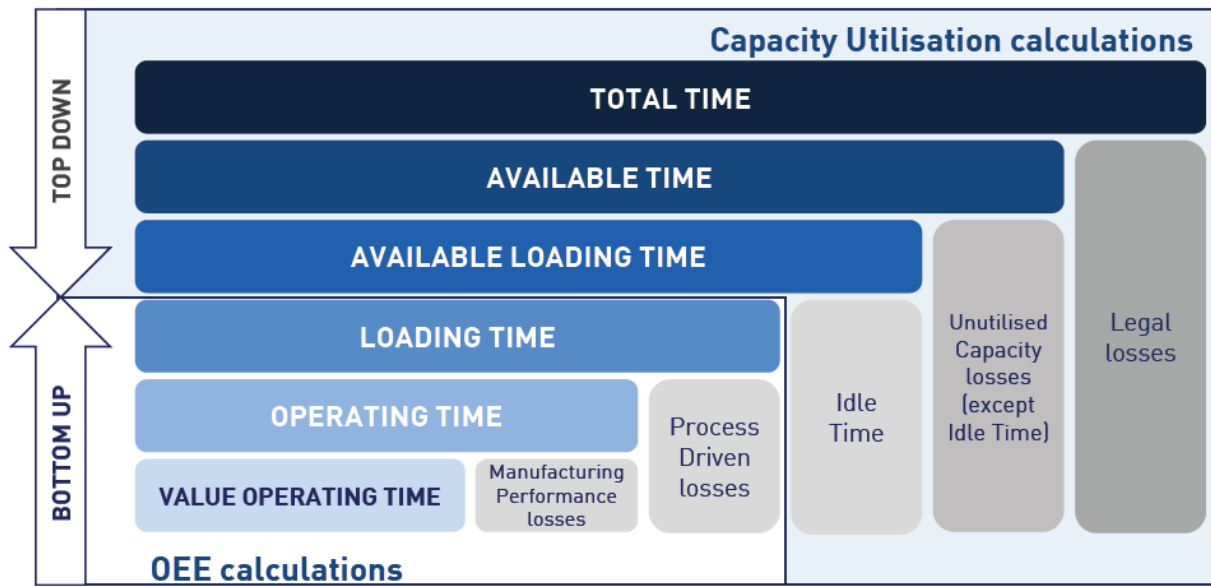 Capacity Utilisation calculations
TOP DOWN
TOTAL TIME
AVAILABLE TIME
AVAILABLE LOADING TIME
LOADING TIME
OPERATING TIME
VALUE OPERATING TIME
Manufacturing
Performance
losses
Process
Driven
losses
Idle
Time
Unutilised
Capacity
losses
(except
Idle Time)
Legal
losses
BOTTOM UP
OEE calculations